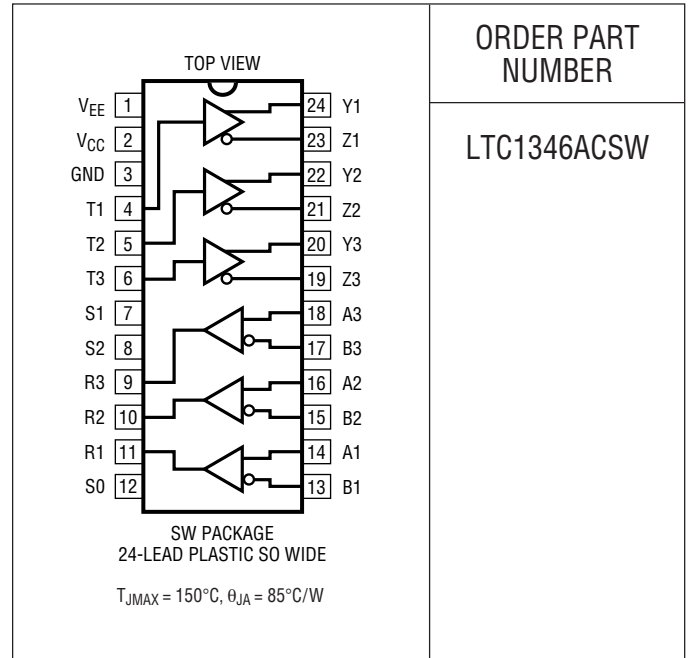 TOP VIEW
VEE 1
VCC 2
GND 3
T1 4
T2 5
T3 6
S1 7
S2 8
R3 9
R2 10
R1 11
S0 12
24 Y1
23 Z1
22 Y2
21 Z2
20 Y3
19 Z3
18 A3
17 B3
16 A2
15 B2
14 A1
13 B1
SW PACKAGE
24-LEAD PLASTIC SO WIDE
TJMAX = 150°C, θJA = 85°C/W
ORDER PART
NUMBER
LTC1346ACSW